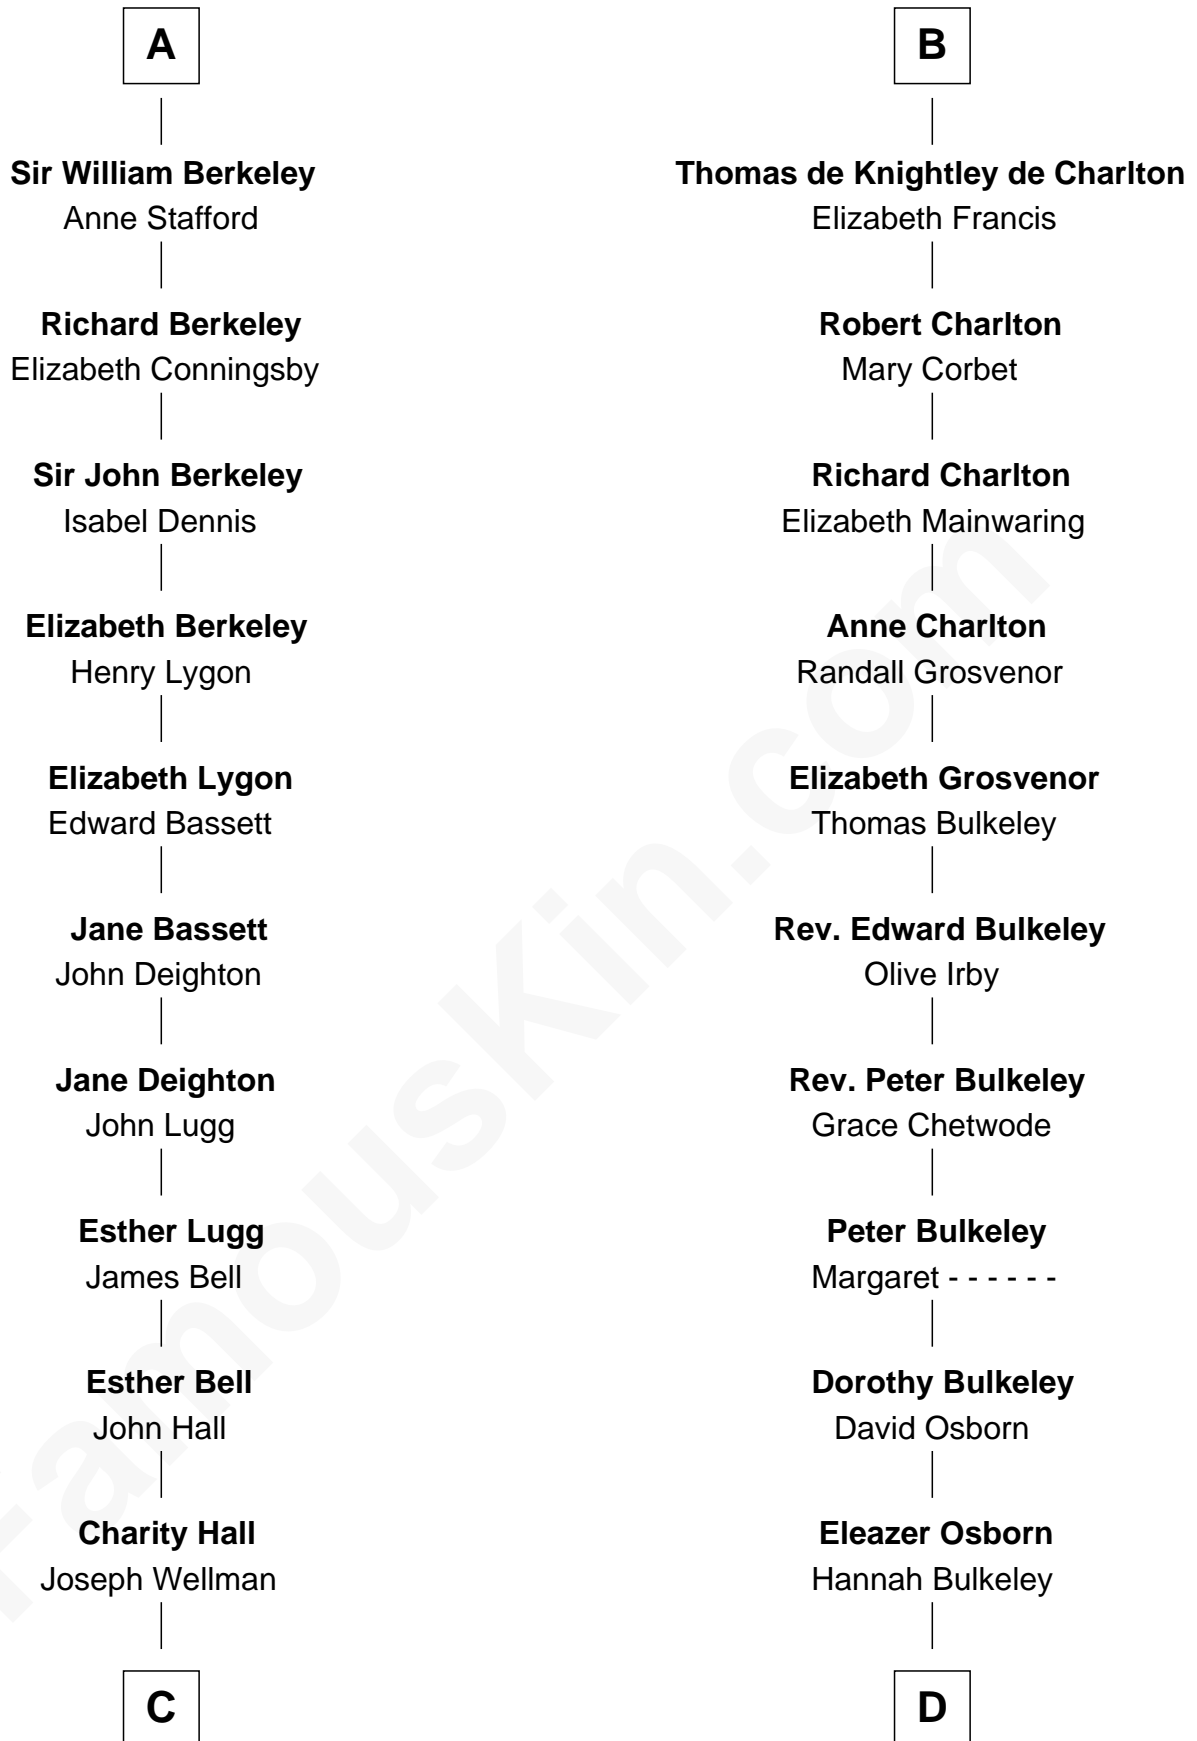 A
Sir William Berkeley
Anne Stafford
Richard Berkeley
Elizabeth Conningsby
Sir John Berkeley
Isabel Dennis
Elizabeth Berkeley
Henry Lygon
Elizabeth Lygon
Edward Bassett
Jane Bassett
John Deighton
Jane Deighton
John Lugg
Esther Lugg
James Bell
Esther Bell
John Hall
Charity Hall
Joseph Wellman
C
B
Thomas de Knightley de Charlton
Elizabeth Francis
Robert Charlton
Mary Corbet
Richard Charlton
Elizabeth Mainwaring
Anne Charlton
Randall Grosvenor
Elizabeth Grosvenor
Thomas Bulkeley
Rev. Edward Bulkeley
Olive Irby
Rev. Peter Bulkeley
Grace Chetwode
Peter Bulkeley
Margaret - - - - - -
Dorothy Bulkeley
David Osborn
Eleazer Osborn
Hannah Bulkeley
D
FamousKin.com